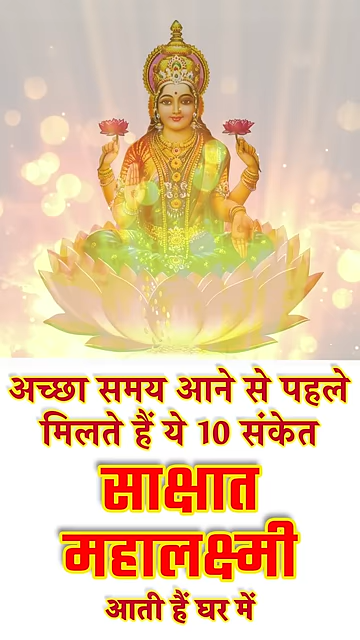 अच्छा समय आने से पहले
मिलते हैं ये 10 संकेत
साक्षात
महालक्ष्मी
आती हैं घर में